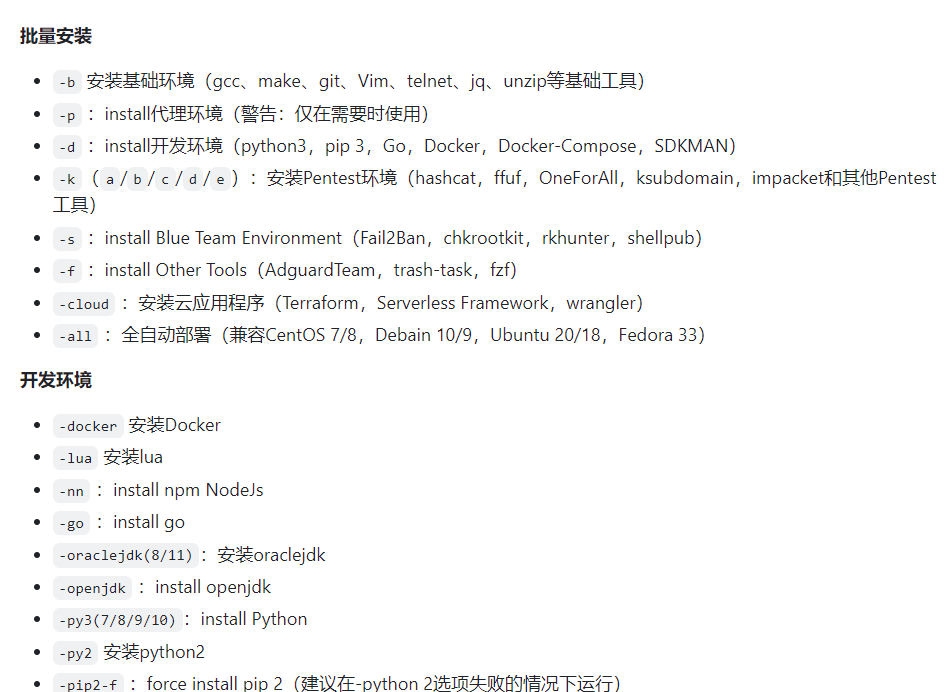 批量安装
-b 安装基础环境（gcc、make、git、Vim、telnet、jq、unzip等基础工具）
-p ：install代理环境（警告：仅在需要时使用）
-d ：install开发环境（python3，pip 3，Go，Docker，Docker-Compose，SDKMAN）
-k （a/b/c/d/e）：安装Pentest环境（hashcat，ffuf，OneForAll，ksubdomain，impacket和其他Pentest
工具）
-s ：install Blue Team Environment（Fail2Ban，chkrootkit，rkhunter，shellpub）
-f ：install Other Tools（AdguardTeam，trash-task，fzf）
-cloud ：安装云应用程序（Terraform，Serverless Framework，wrangler）
-all ：全自动部署（兼容CentOS 7/8，Debain 10/9，Ubuntu 20/18，Fedora 33）
开发环境
-docker 安装Docker
-lua 安装lua
-nn ：install npm NodeJs
-go ：install go
-oraclejdk(8/11)：安装oraclejdk
-openjdk ：install openjdk
-py3(7/8/9/10)：install Python
-py2 安装python2
-pip2-f ：force install pip 2（建议在-python 2选项失败的情况下运行）